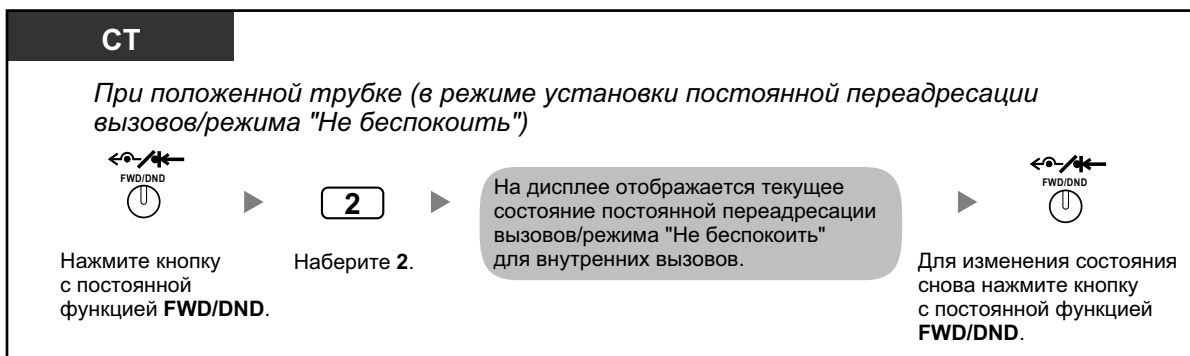 СТ
При положенной трубке (в режиме установки постоянной переадресации
вызовов/режима "Не беспокоить")
FWD/DND
Нажмите кнопку
с постоянной
функцией FWD/DND.
2
Наберите 2.
На дисплее отображается текущее
состояние постоянной переадресации
вызовов/режима "Не беспокоить"
для внутренних вызовов.
FWD/DND
Для изменения состояния
снова нажмите кнопку
с постоянной функцией
FWD/DND.